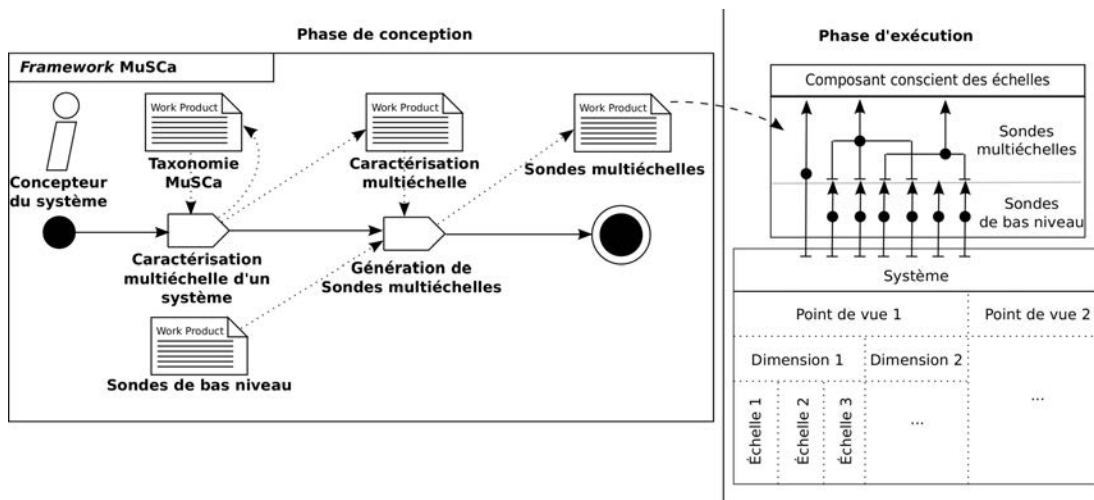 Phase de conception
Framework MuSCa
Concepteur
du système
Work Product
Taxonomie
MuSCa
Work Product
Caractérisation
multiéchelle
Work Product
Sondes multiéchelles
Caractérisation
multiéchelle d'un
système
Génération de
Sondes multiéchelles
Work Product
Sondes de bas niveau
Phase d'exécution
Composant conscient des échelles
Sondes
multiéchelles
Sondes
de bas niveau
Système
Point de vue 1
Point de vue 2
Dimension 1
Dimension 2
...
Échelle 1
Échelle 2
Échelle 3
...